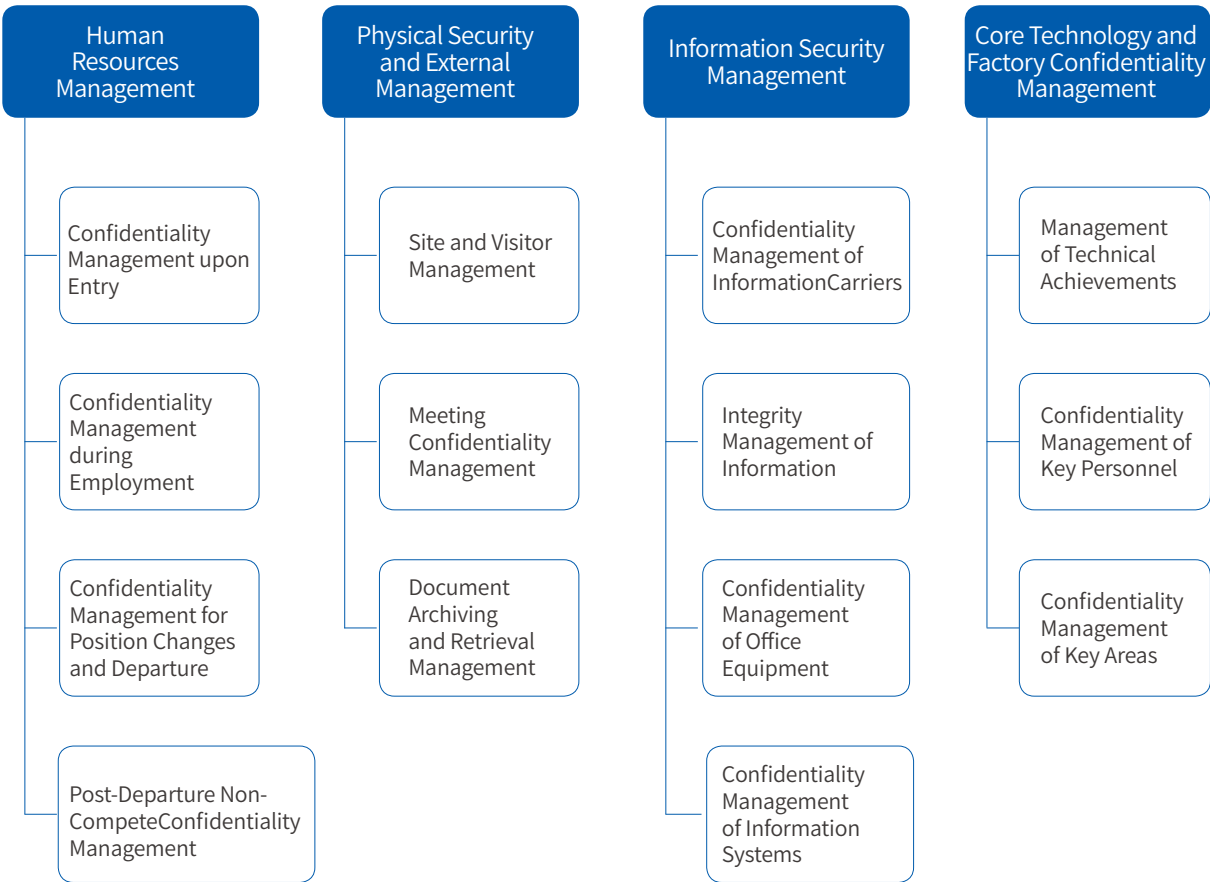 Human
Resources
Management
Confidentiality
Management upon
Entry
Confidentiality
Management
during
Employment
Confidentiality
Management for
Position Changes
and Departure
Post-Departure Non-
CompeteConfidentiality
Management
Physical Security
and External
Management
Site and Visitor
Management
Meeting
Confidentiality
Management
Document
Archiving
and Retrieval
Management
Information Security
Management
Confidentiality
Management of
InformationCarriers
Integrity
Management of
Information
Confidentiality
Management
of Office
Equipment
Confidentiality
Management
of Information
Systems
Core Technology and
Factory Confidentiality
Management
Management
of Technical
Achievements
Confidentiality
Management of
Key Personnel
Confidentiality
Management
of Key Areas